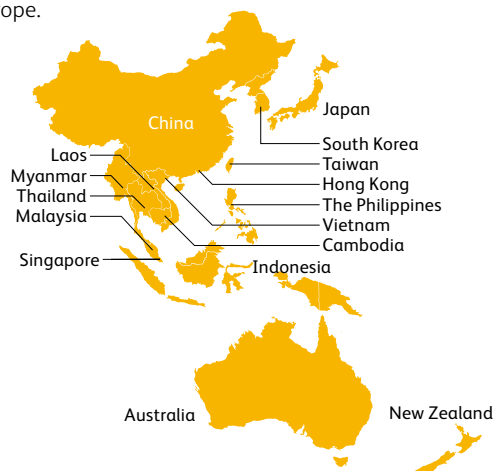 rope.
Japan
China
South Korea
Laos
Taiwan
Myanmar
Hong Kong
Thailand
The Philippines
Malaysia
Vietnam
Cambodia
Singapore
Indonesia
Australia
New Zealand